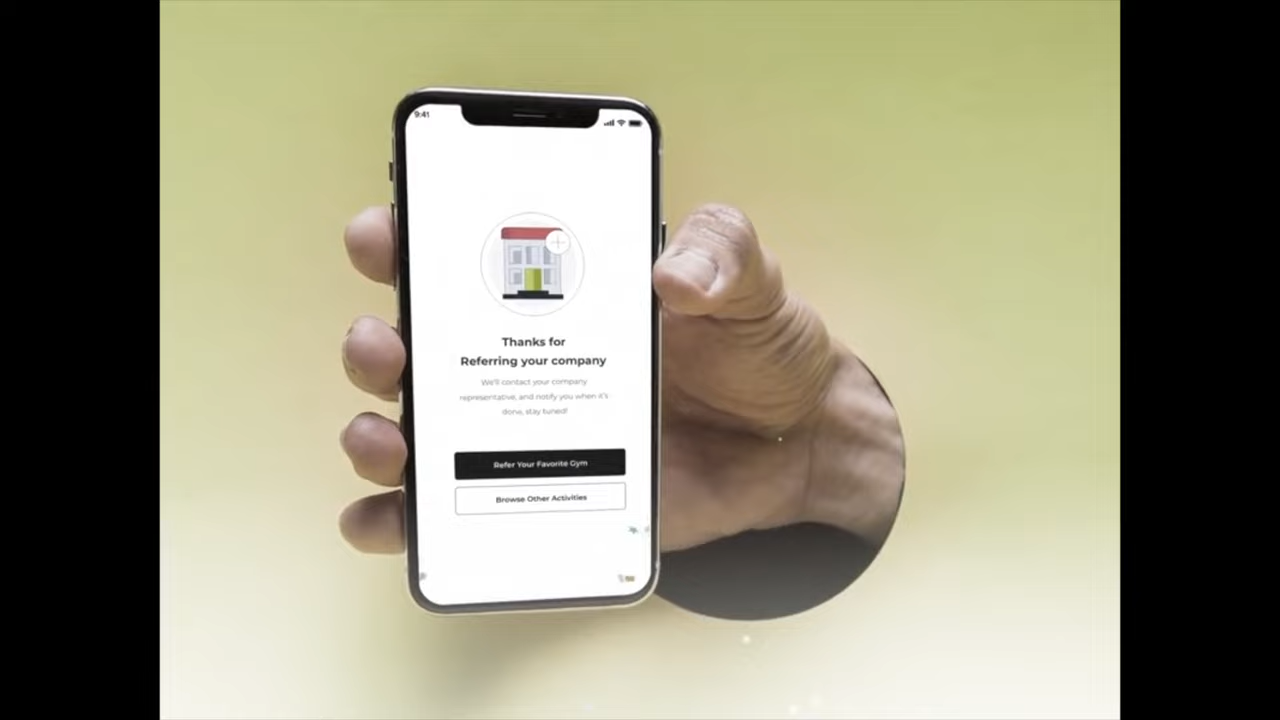 9:41
Thanks for
Referring your company
We'll contact your company
representative, and notify you when it's
done, stay tuned!
Refer Your Favorite Gym
Browse Other Activities